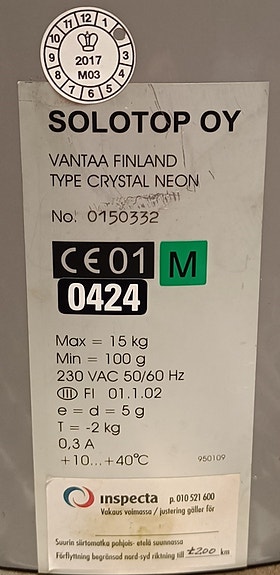 12 1 2 3 4 5 6 7 8 9 10 11
2017
M03
SOLOTOP OY
VANTAA FINLAND
TYPE CRYSTAL NEON
No. 0150332
CE01 M
0424
Max = 15 kg
Min = 100 g
230 VAC 50/60 Hz
III FI 01.1.02
e = d = 5 g
T = -2 kg
0,3 A
+10...+40°C 950109
inspecta p. 010 521 600
Vakaus voimassa / justering gäller för
Suurin siirtomatka pohjois- etelä suunnassa
Förflyttning begränsad nord-syd riktning till ±200 km